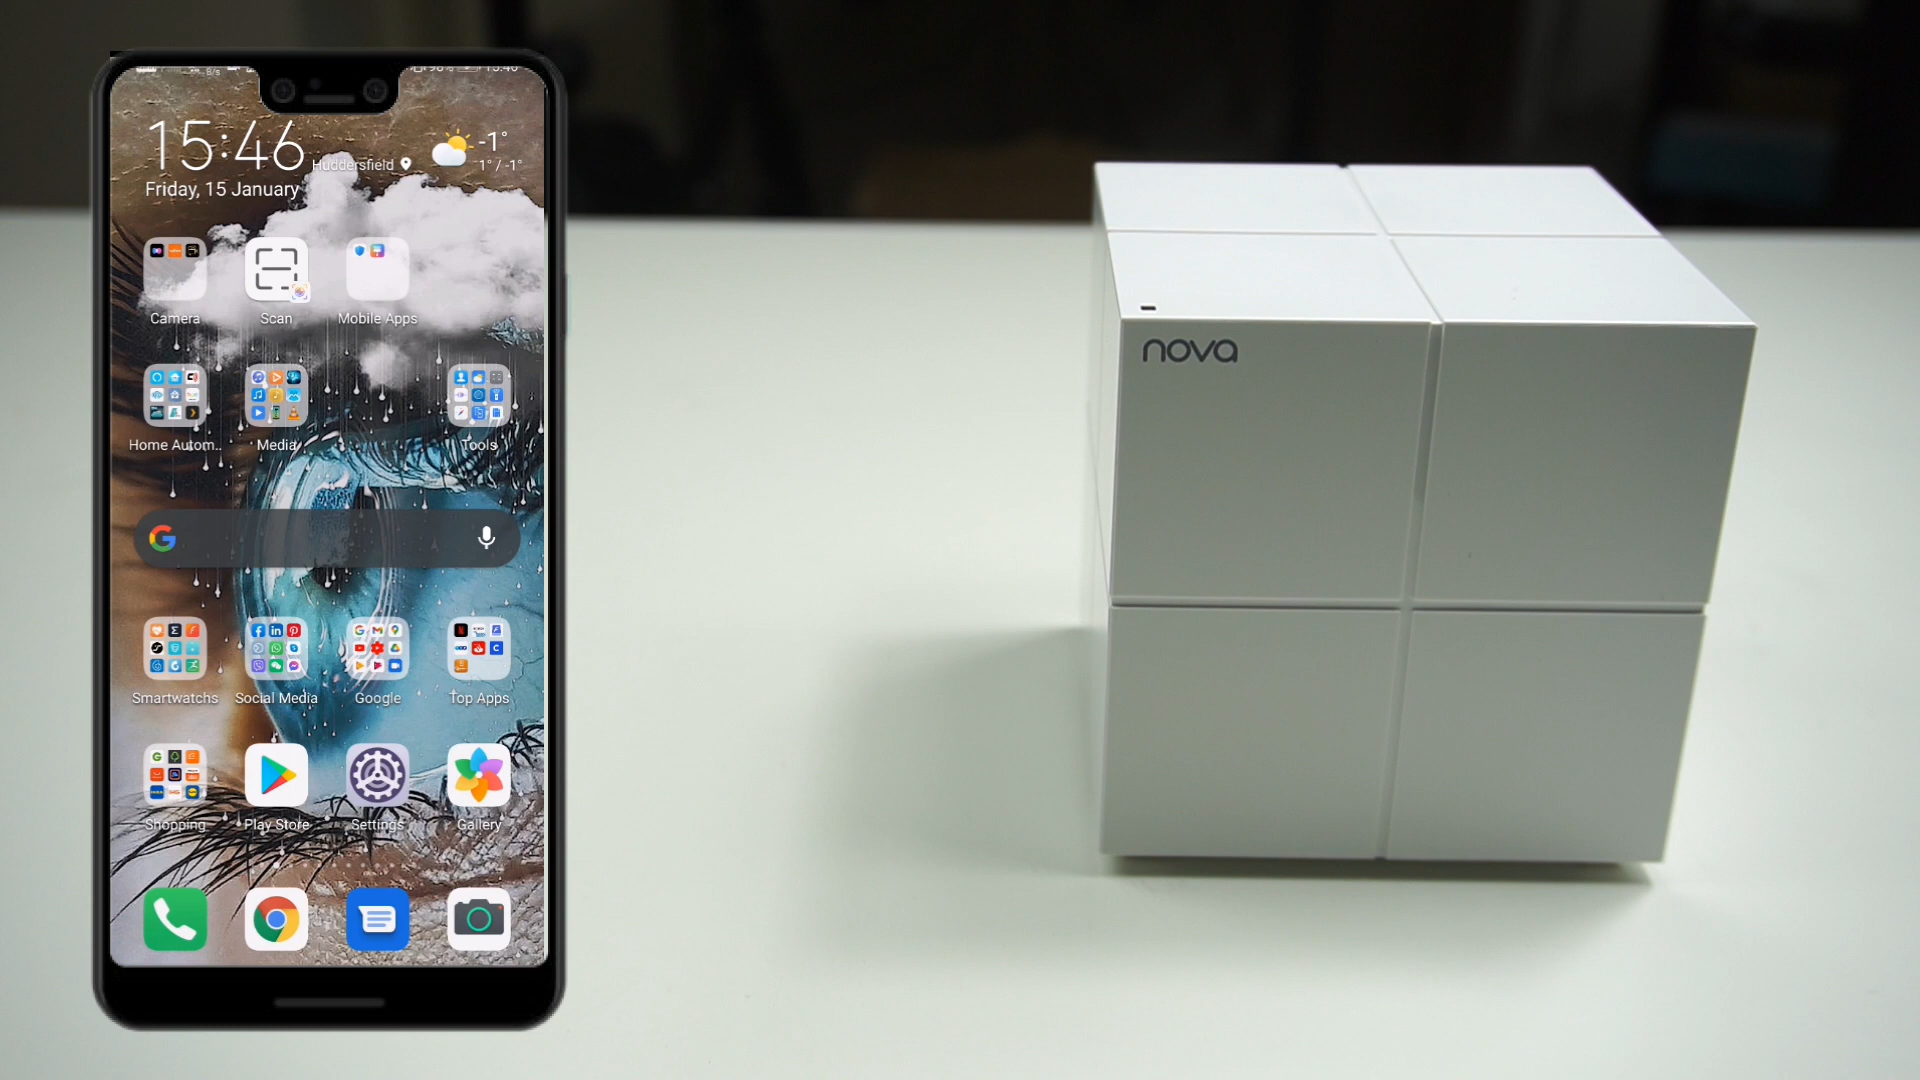 15:46
Huddersfield
-1°
1° / -1°
Friday, 15 January
Camera
Scan
Mobile Apps
Home Autom..
Media
Tools
Smartwatchs
Social Media
Google
Top Apps
Shopping
Play Store
Settings
Gallery
nova